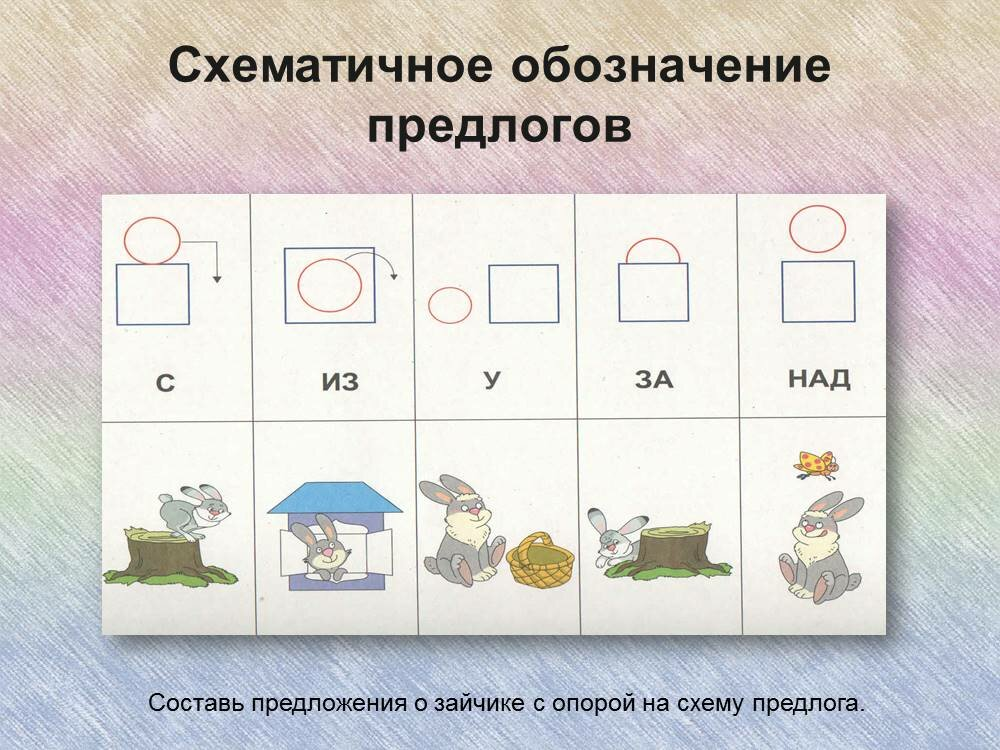 Схематичное обозначение
предлогов
С
ИЗ
У
ЗА
НАД
Составь предложения о зайчике с опорой на схему предлога.